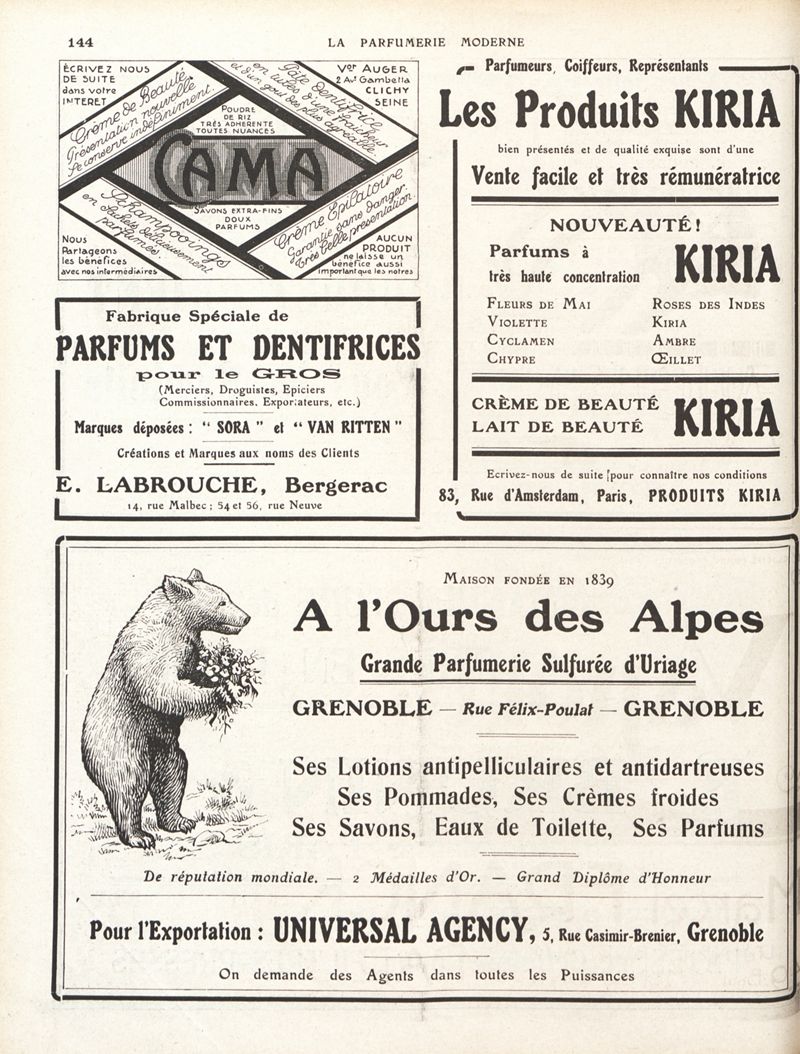 144
LA PARFUMERIE MODERNE
ÉCRIVEZ NOUS
DE SUITE
dans votre
INTERET
Crème de Beauté
Présentation nouvelle
Se conserve indéfiniment.
Pâte dentifrice
en tubes d'une fraîcheur
et d'un goût des plus agréable.
Ver AUGER
2 Av. Gambetta
CLICHY
SEINE
POUDRE
DE RIZ
TRÉS ADHERENTE
TOUTES NUANCES
CAMA
SAVONS EXTRA-FINS
DOUX
PARFUMS
Schampooings
en Sachets délicieusement
parfumés.
Crème Épilatoire
Garantie sans danger.
Très belle présentation.
NOUS
Partageons
les bénéfices
avec nos intermédiaires
AUCUN
PRODUIT
ne laisse un
bénéfice aussi
important que les notres
Fabrique Spéciale de
PARFUMS ET DENTIFRICES
pour le GROS
(Merciers, Droguistes, Epiciers
Commissionnaires. Exportateurs, etc.)
Marques déposées : “ SORA ” et “ VAN RITTEN ”
Créations et Marques aux noms des Clients
E. LABROUCHE, Bergerac
14, rue Malbec ; 54 et 56, rue Neuve
Parfumeurs, Coiffeurs, Représentants
Les Produits KIRIA
bien présentés et de qualité exquise sont d'une
Vente facile et très rémunératrice
NOUVEAUTÉ !
Parfums à
très haute concentration
KIRIA
FLEURS DE MAI
ROSES DES INDES
VIOLETTE
KIRIA
CYCLAMEN
AMBRE
CHYPRE
ŒILLET
CRÈME DE BEAUTÉ
LAIT DE BEAUTÉ
KIRIA
Ecrivez-nous de suite [pour connaître nos conditions
83, Rue d'Amsterdam, Paris, PRODUITS KIRIA
MAISON FONDÉE EN 1839
A l'Ours des Alpes
Grande Parfumerie Sulfurée d'Uriage
GRENOBLE — Rue Félix-Poulat — GRENOBLE
Ses Lotions antipelliculaires et antidartreuses
Ses Pommades, Ses Crèmes froides
Ses Savons, Eaux de Toilette, Ses Parfums
De réputation mondiale. — 2 Médailles d'Or. — Grand Diplôme d'Honneur
Pour l'Exportation : UNIVERSAL AGENCY, 5, Rue Casimir-Brenier, Grenoble
On demande des Agents dans toutes les Puissances